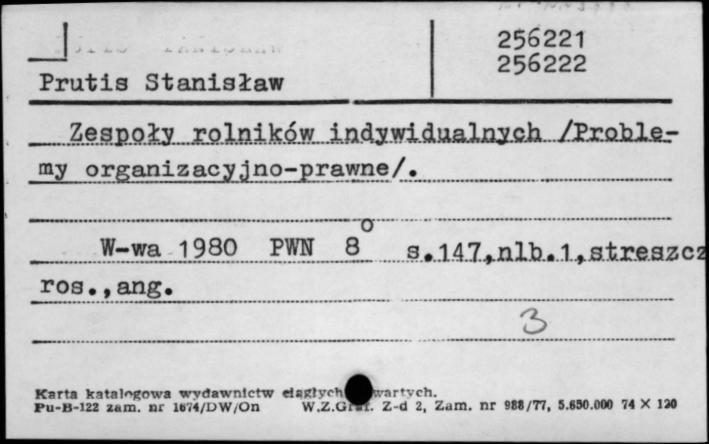 256221
256222
Prutis Stanisław
Zespoły rolników indywidualnych /Proble-
my organizacyjno-prawne/.
W-wa 1980 PWN 8° s.147,nlb.1,streszcz
ros.,ang.
3
Karta katalogowa wydawnictw
Pu-B-122 zam. nr 1674/DW/On W.Z.Graf. Z-d 2, Zam. nr 988/77, 5.650.000 74 X 120